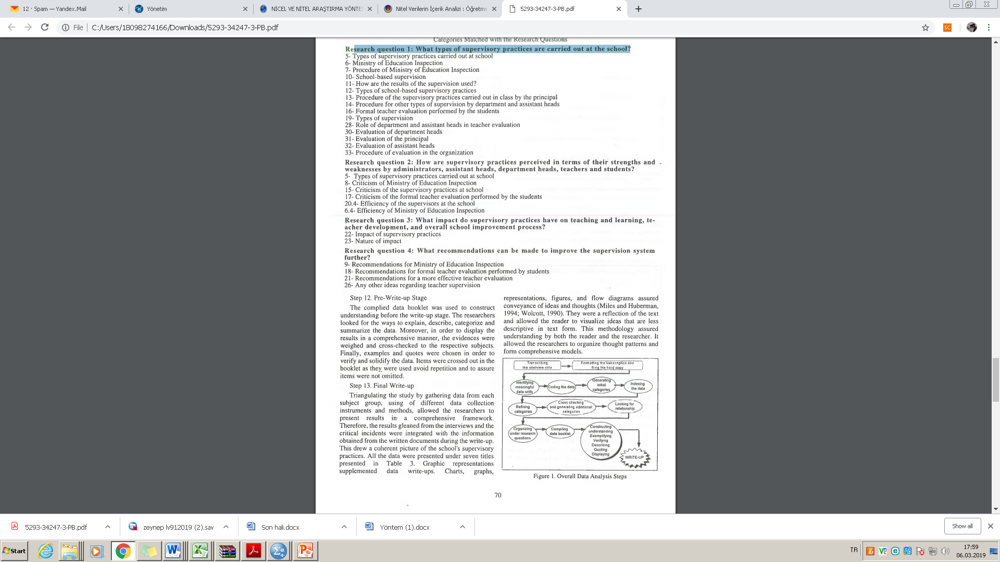 12 · Spam — Yandex.Mail
Yönetim
NİCEL VE NİTEL ARAŞTIRMA YÖNTE
Nitel Verilerin İçerik Analizi : Öğretme
5293-34247-3-PB.pdf
File
C:/Users/18098274166/Downloads/5293-34247-3-PB.pdf
SC
Categories Matched with the Research Questions
Research question 1: What types of supervisory practices are carried out at the school?
5- Types of supervisory practices carried out at school
6- Ministry of Education Inspection
7- Procedure of Ministry of Education Inspection
10- School-based supervision
11- How are the results of the supervision used?
12- Types of school-based supervisory practices
13- Procedure of the supervisory practices carried out in class by the principal
14- Procedure for other types of supervision by department and assistant heads
16- Formal teacher evaluation performed by the students
19- Types of supervision
28- Role of department and assistant heads in teacher evaluation
30- Evaluation of department heads
31- Evaluation of the principal
32- Evaluation of assistant heads
33- Procedure of evaluation in the organization
Research question 2: How are supervisory practices perceived in terms of their strengths and
weaknesses by administrators, assistant heads, department heads, teachers and students?
5- Types of supervisory practices carried out at school
8- Criticism of Ministry of Education Inspection
15- Criticism of the supervisory practices at school
17- Criticism of the formal teacher evaluation performed by the students
20.4- Efficiency of the supervisors at the school
6.4- Efficiency of Ministry of Education Inspection
Research question 3: What impact do supervisory practices have on teaching and learning, te-
acher development, and overall school improvement process?
22- Impact of supervisory practices
23- Nature of impact
Research question 4: What recommendations can be made to improve the supervision system
further?
9- Recommendations for Ministry of Education Inspection
18- Recommendations for formal teacher evaluation performed by students
21- Recommendations for a more effective teacher evaluation
26- Any other ideas regarding teacher supervision
Step 12. Pre-Write-up Stage
The complied data booklet was used to construct
understanding before the write-up stage. The researchers
looked for the ways to explain, describe, categorize and
summarize the data. Moreover, in order to display the
results in a comprehensive manner, the evidences were
weighed and cross-checked to the respective subjects.
Finally, examples and quotes were chosen in order to
verify and solidify the data. Items were crossed out in the
booklet as they were used avoid repetition and to assure
items were not omitted.
Step 13. Final Write-up
Triangulating the study by gathering data from each
subject group, using of different data collection
instruments and methods, allowed the researchers to
present results in a comprehensive framework.
Therefore, the results gleaned from the interviews and the
critical incidents were integrated with the information
obtained from the written documents during the write-up.
This drew a coherent picture of the school's supervisory
practices. All the data were presented under seven titles
presented in Table 3. Graphic representations
supplemented data write-ups. Charts, graphs,
representations, figures, and flow diagrams assured
conveyance of ideas and thoughts (Miles and Huberman,
1994; Wolcott, 1990). They were a reflection of the text
and allowed the reader to visualize ideas that are less
descriptive in text form. This methodology assured
understanding by both the reader and the researcher. It
allowed the researchers to organize thought patterns and
form comprehensive models.
Transcribing
the interview data
Formatting the transcription and
filing the hard copy
Identifying
meaningful
data units
Coding the data
Generating
initial
categories
Indexing
the data
Refining
categories
Cross checking
and generating additional
categories
Looking for
relationship
Organizing
under research
questions
Compiling
data booklet
Constructing
understanding
Exemplifying
Verifying
Describing
Quoting
Displaying
WRITE-UP
Figure 1. Overall Data Analysis Steps
70
5293-34247-3-PB.pdf
zeynep lv912019 (2).sav
Son hali.docx
Yöntem (1).docx
Show all
Start
TR
17:59
06.03.2019